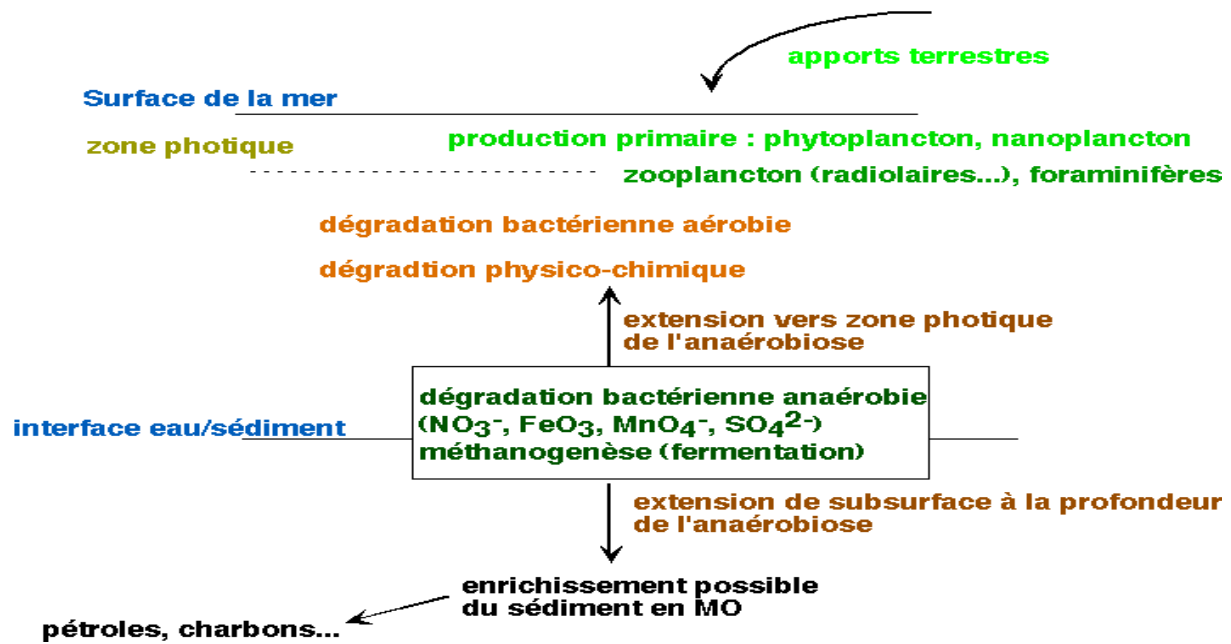 apports terrestres
Surface de la mer
production primaire : phytoplancton, nanoplancton
zone photique
zooplancton (radiolaires...), foraminifères
dégradation bactérienne aérobie
dégradtion physico-chimique
extension vers zone photique
de l'anaérobiose
dégradation bactérienne anaérobie
(NO₃⁻, FeO₃, MnO₄⁻, SO₄²⁻)
interface eau/sédiment
méthanogenèse (fermentation)
extension de subsurface à la profondeur
de l'anaérobiose
enrichissement possible
du sédiment en MO
pétroles, charbons...